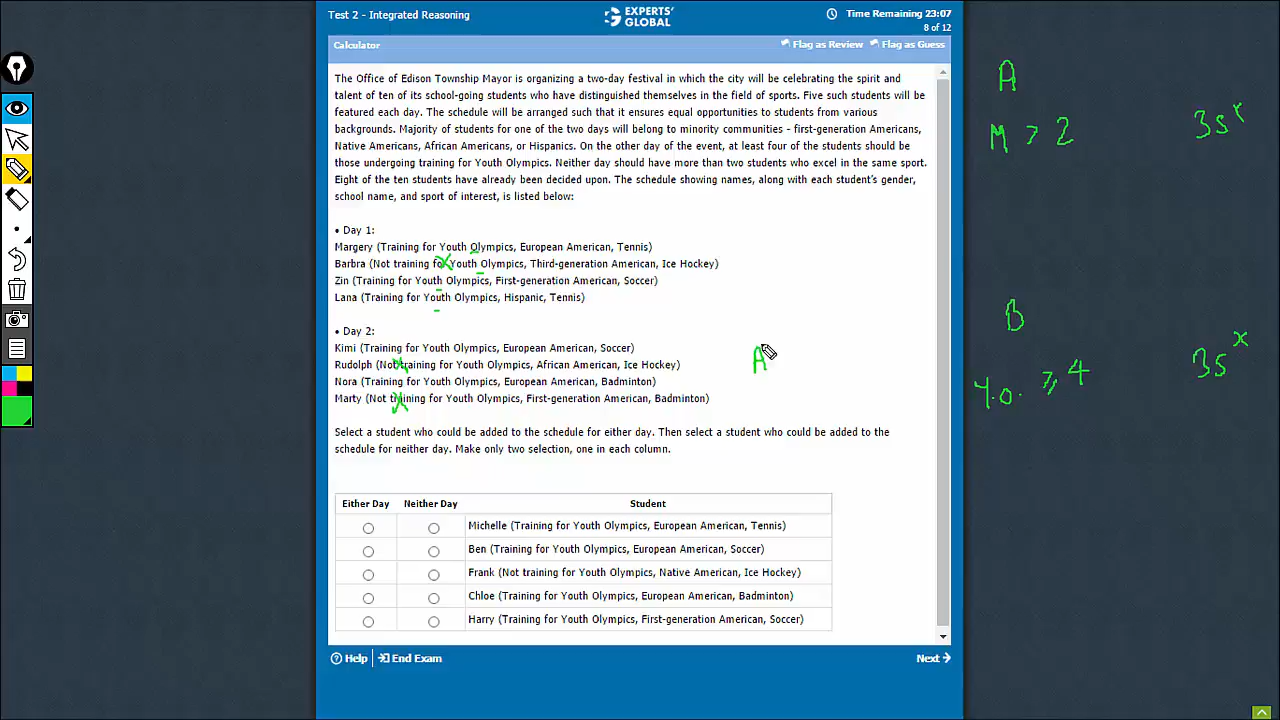 Test 2 - Integrated Reasoning
EXPERTS' GLOBAL
Time Remaining 23:07
8 of 12
Calculator
Flag as Review
Flag as Guess
The Office of Edison Township Mayor is organizing a two-day festival in which the city will be celebrating the spirit and
talent of ten of its school-going students who have distinguished themselves in the field of sports. Five such students will be
featured each day. The schedule will be arranged such that it ensures equal opportunities to students from various
backgrounds. Majority of students for one of the two days will belong to minority communities - first-generation Americans,
Native Americans, African Americans, or Hispanics. On the other day of the event, at least four of the students should be
those undergoing training for Youth Olympics. Neither day should have more than two students who excel in the same sport.
Eight of the ten students have already been decided upon. The schedule showing names, along with each student's gender,
school name, and sport of interest, is listed below:
• Day 1:
Margery (Training for Youth Olympics, European American, Tennis)
Barbra (Not training for Youth Olympics, Third-generation American, Ice Hockey)
Zin (Training for Youth Olympics, First-generation American, Soccer)
Lana (Training for Youth Olympics, Hispanic, Tennis)
• Day 2:
Kimi (Training for Youth Olympics, European American, Soccer)
Rudolph (Not training for Youth Olympics, African American, Ice Hockey)
Nora (Training for Youth Olympics, European American, Badminton)
Marty (Not training for Youth Olympics, First-generation American, Badminton)
Select a student who could be added to the schedule for either day. Then select a student who could be added to the
schedule for neither day. Make only two selection, one in each column.
Either Day Neither Day Student
Michelle (Training for Youth Olympics, European American, Tennis)
Ben (Training for Youth Olympics, European American, Soccer)
Frank (Not training for Youth Olympics, Native American, Ice Hockey)
Chloe (Training for Youth Olympics, European American, Badminton)
Harry (Training for Youth Olympics, First-generation American, Soccer)
Help
End Exam
Next
A
M > 2
B
Y.O. ≥ 4
A